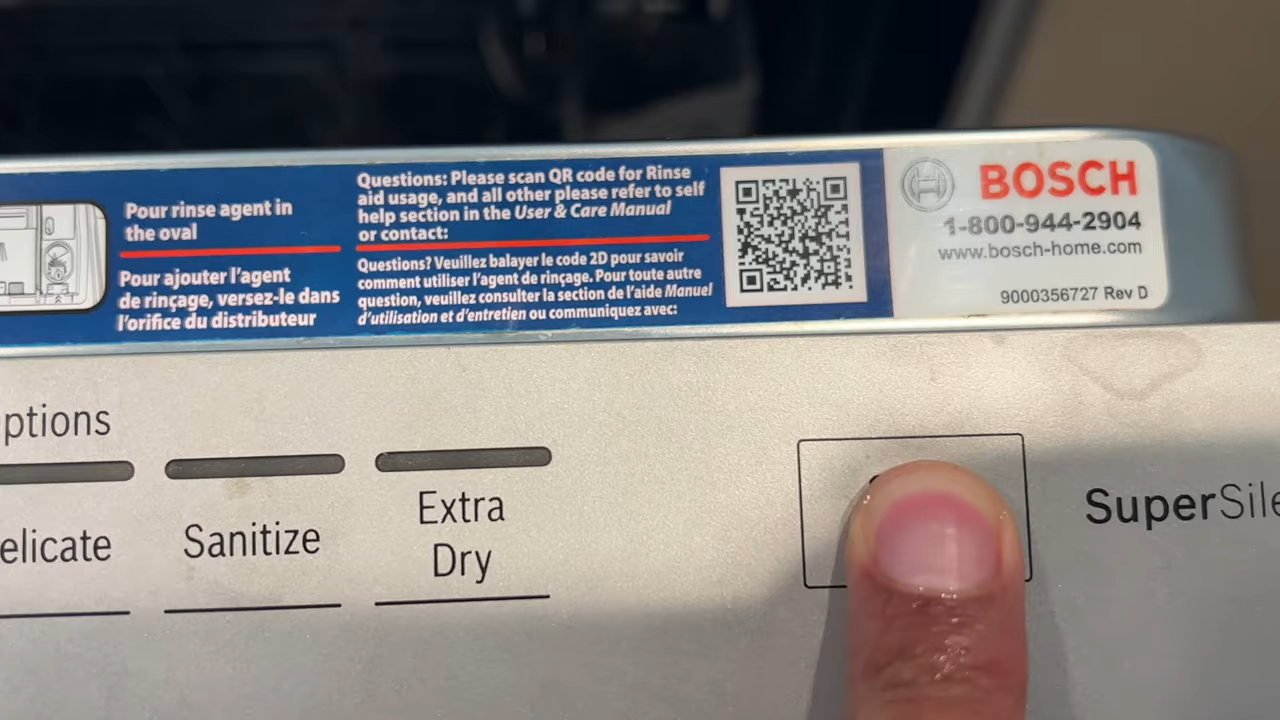 Pour rinse agent in
the oval
Pour ajouter l'agent
de rinçage, versez-le dans
l'orifice du distributeur
Questions: Please scan QR code for Rinse
aid usage, and all other please refer to self
help section in the User & Care Manual
or contact:
Questions? Veuillez balayer le code 2D pour savoir
comment utiliser l'agent de rinçage. Pour toute autre
question, veuillez consulter la section de l'aide Manuel
d'utilisation et d'entretien ou communiquez avec:
BOSCH
1-800-944-2904
www.bosch-home.com
9000356727 Rev D
ptions
elicate
Sanitize
Extra
Dry
SuperSile